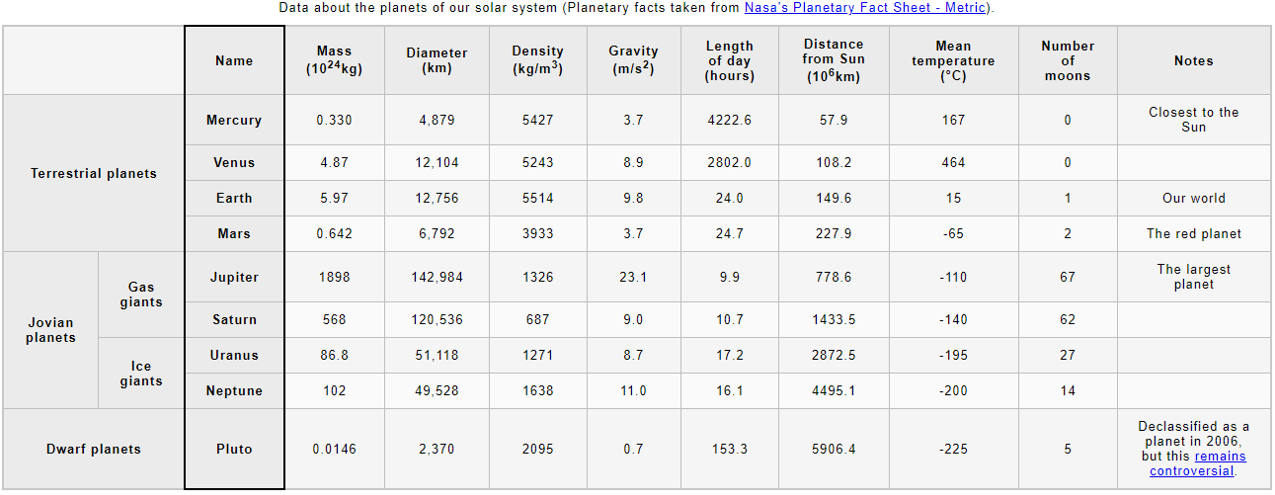 Data about the planets of our solar system (Planetary facts taken from Nasa's Planetary Fact Sheet - Metric).
Name Mass (10²⁴kg) Diameter (km) Density (kg/m³) Gravity (m/s²) Length of day (hours) Distance from Sun (10⁶km) Mean temperature (°C) Number of moons Notes
Terrestrial planets Mercury 0.330 4,879 5427 3.7 4222.6 57.9 167 0 Closest to the Sun
Venus 4.87 12,104 5243 8.9 2802.0 108.2 464 0
Earth 5.97 12,756 5514 9.8 24.0 149.6 15 1 Our world
Mars 0.642 6,792 3933 3.7 24.7 227.9 -65 2 The red planet
Jovian planets Gas giants Jupiter 1898 142,984 1326 23.1 9.9 778.6 -110 67 The largest planet
Saturn 568 120,536 687 9.0 10.7 1433.5 -140 62
Ice giants Uranus 86.8 51,118 1271 8.7 17.2 2872.5 -195 27
Neptune 102 49,528 1638 11.0 16.1 4495.1 -200 14
Dwarf planets Pluto 0.0146 2,370 2095 0.7 153.3 5906.4 -225 5 Declassified as a planet in 2006, but this remains controversial.